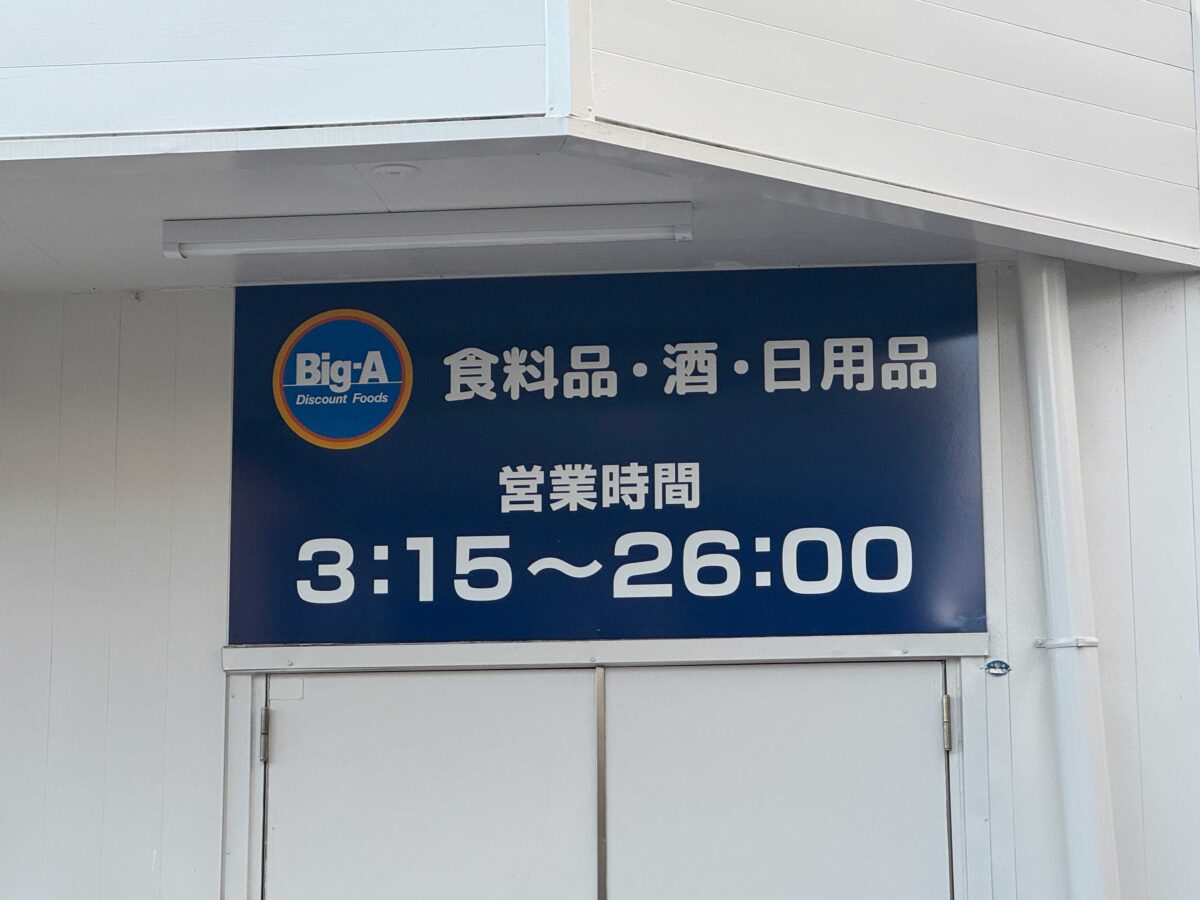 Big-A
Discount Foods
食料品・酒・日用品
営業時間
3:15～26:00